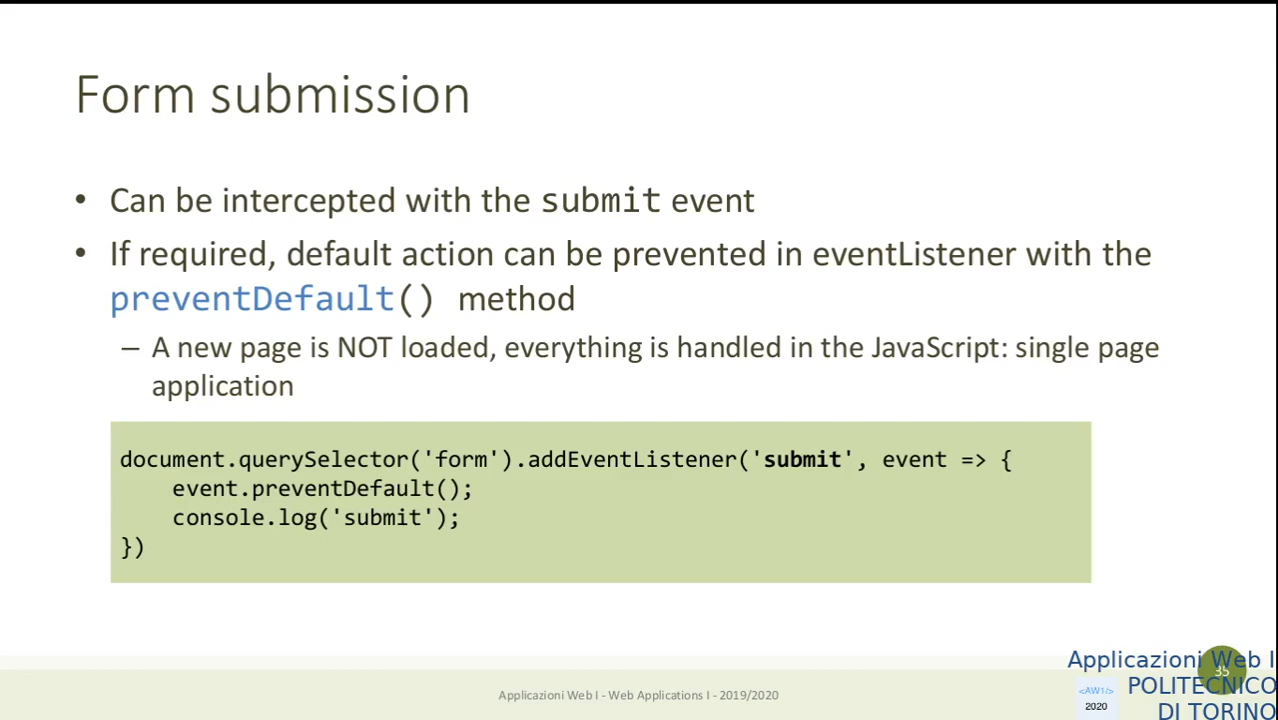 Form submission
• Can be intercepted with the submit event
• If required, default action can be prevented in eventListener with the
preventDefault() method
– A new page is NOT loaded, everything is handled in the JavaScript: single page
application
document.querySelector('form').addEventListener('submit', event => {
    event.preventDefault();
    console.log('submit');
})
Applicazioni Web I - Web Applications I - 2019/2020
35
Applicazioni Web I
POLITECNICO
DI TORINO
<AW1/>
2020